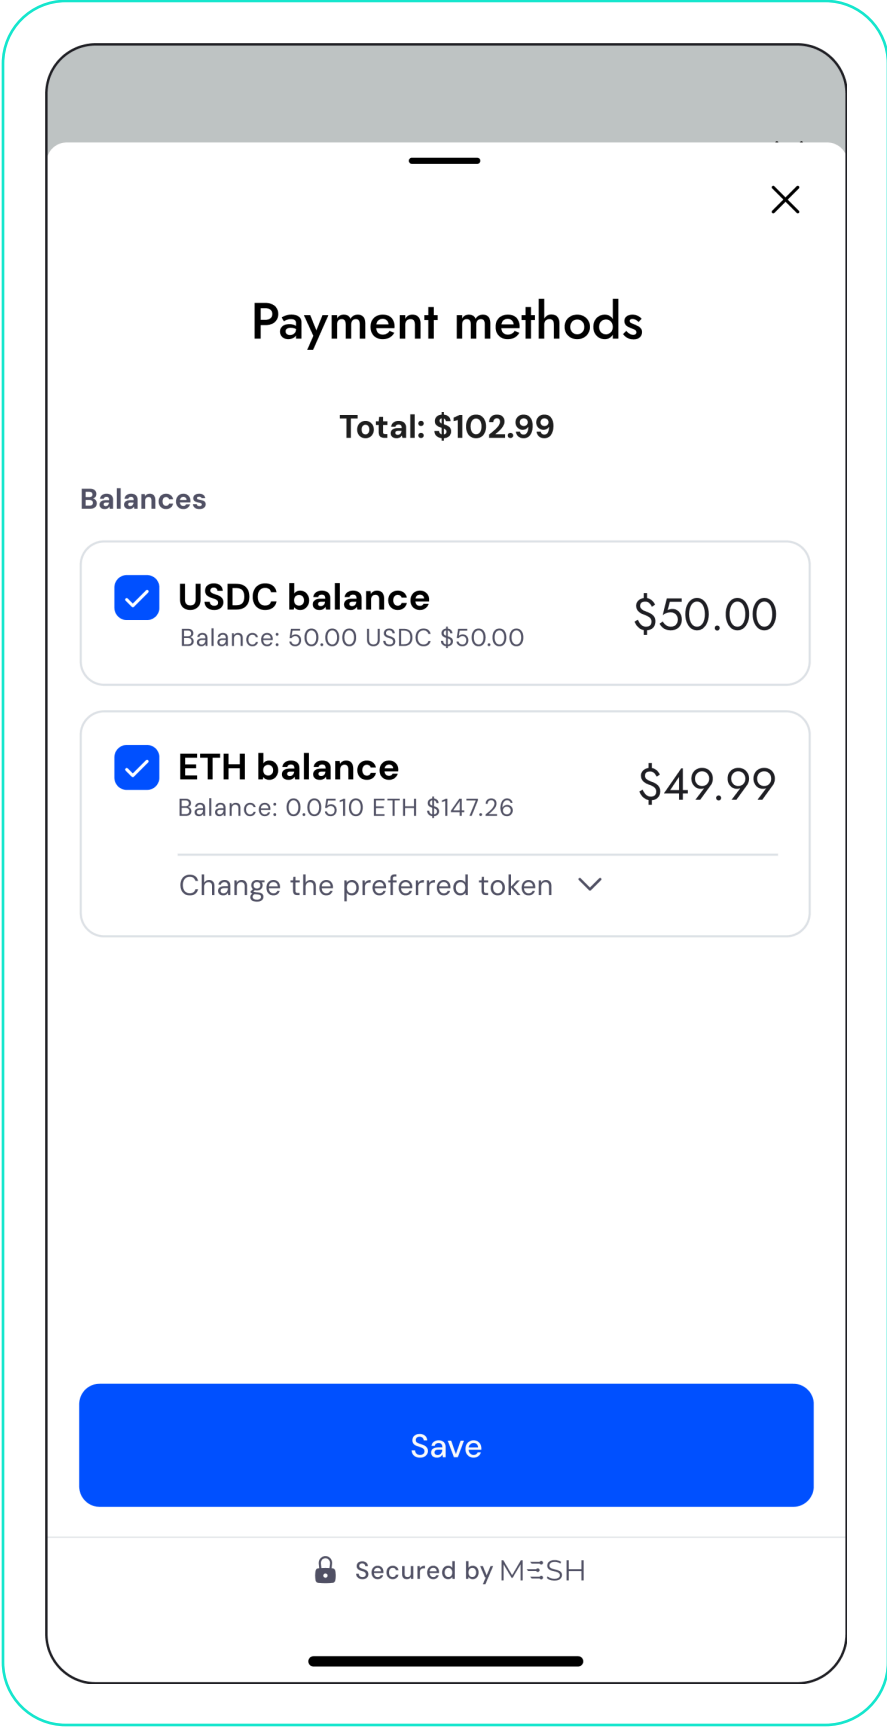 Payment methods
Total: $102.99
Balances
USDC balance
Balance: 50.00 USDC $50.00
$50.00
ETH balance
Balance: 0.0510 ETH $147.26
$49.99
Change the preferred token
Save
Secured by MESH